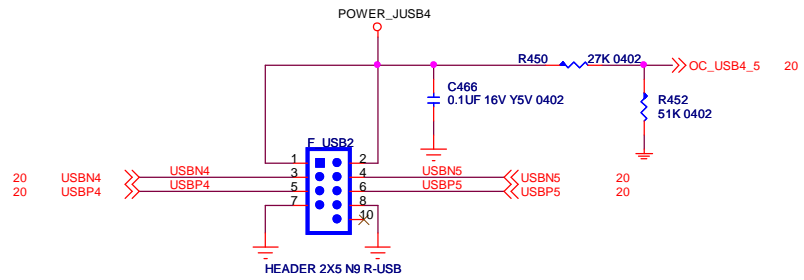 POWER_JUSB4
R450 27K 0402
OC_USB4_5 20
C466
0.1UF 16V Y5V 0402
R452
51K 0402
F_USB2
1 2
20 USBN4 USBN4 3 4 USBN5 USBN5 20
20 USBP4 USBP4 5 6 USBP5 USBP5 20
7 8
10
HEADER 2X5 N9 R-USB